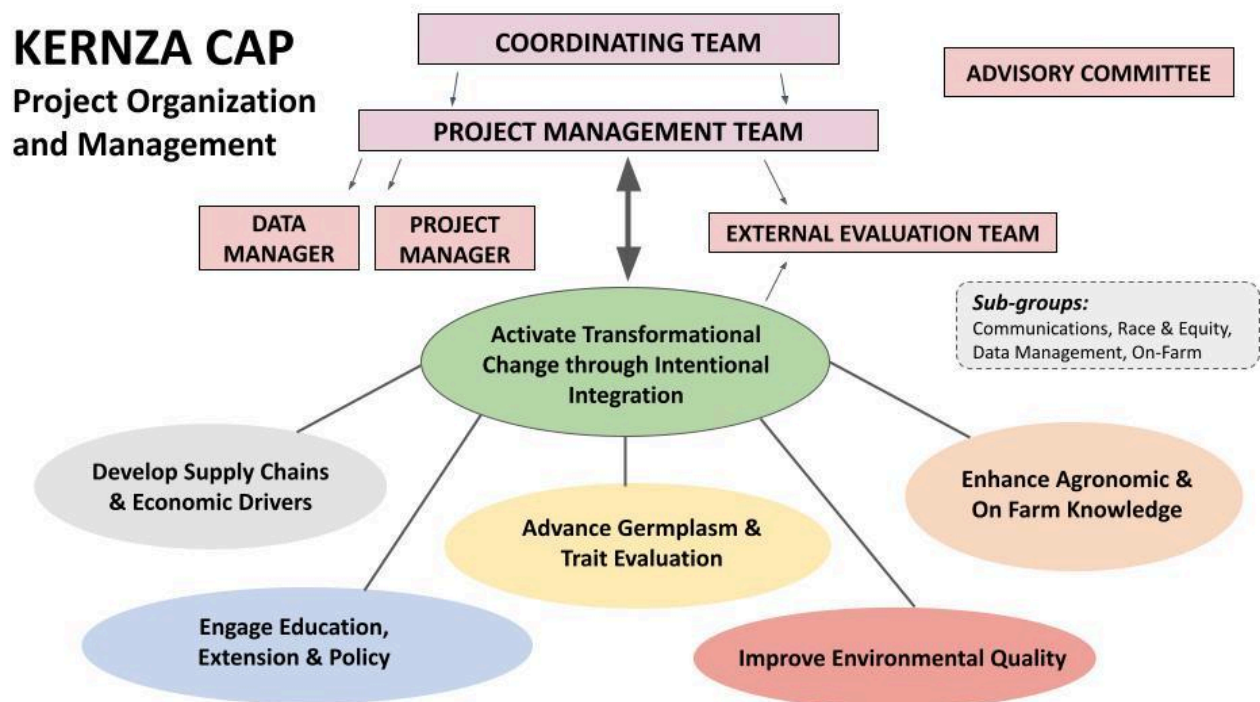 KERNZA CAP
Project Organization
and Management
COORDINATING TEAM
ADVISORY COMMITTEE
PROJECT MANAGEMENT TEAM
DATA
MANAGER
PROJECT
MANAGER
EXTERNAL EVALUATION TEAM
Sub-groups:
Communications, Race & Equity,
Data Management, On-Farm
Activate Transformational
Change through Intentional
Integration
Develop Supply Chains
& Economic Drivers
Enhance Agronomic &
On Farm Knowledge
Advance Germplasm &
Trait Evaluation
Engage Education,
Extension & Policy
Improve Environmental Quality